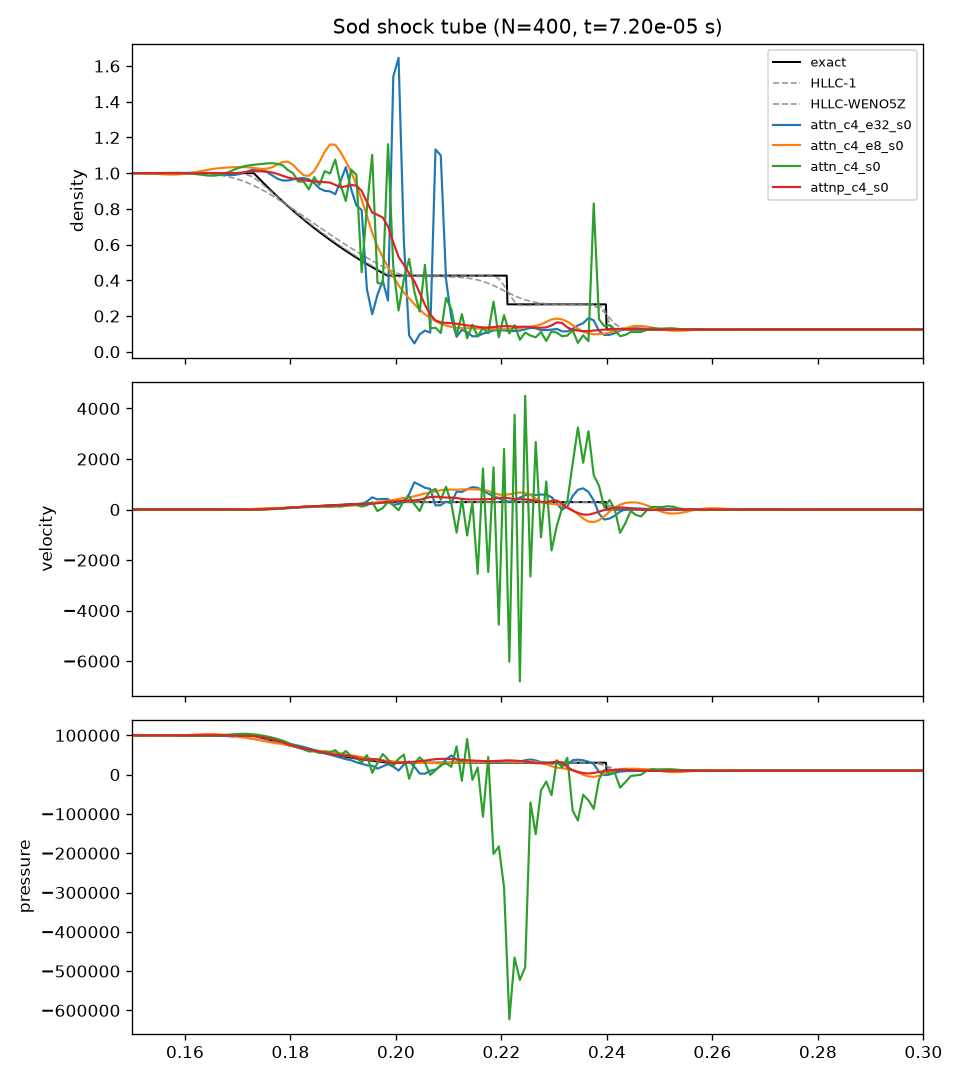 Sod shock tube (N=400, t=7.20e-05 s)
exact
HLLC-1
HLLC-WENO5Z
attn_c4_e32_s0
attn_c4_e8_s0
attn_c4_s0
attnp_c4_s0
density
1.6
1.4
1.2
1.0
0.8
0.6
0.4
0.2
0.0
velocity
4000
2000
0
−2000
−4000
−6000
pressure
100000
0
−100000
−200000
−300000
−400000
−500000
−600000
0.16 0.18 0.20 0.22 0.24 0.26 0.28 0.30